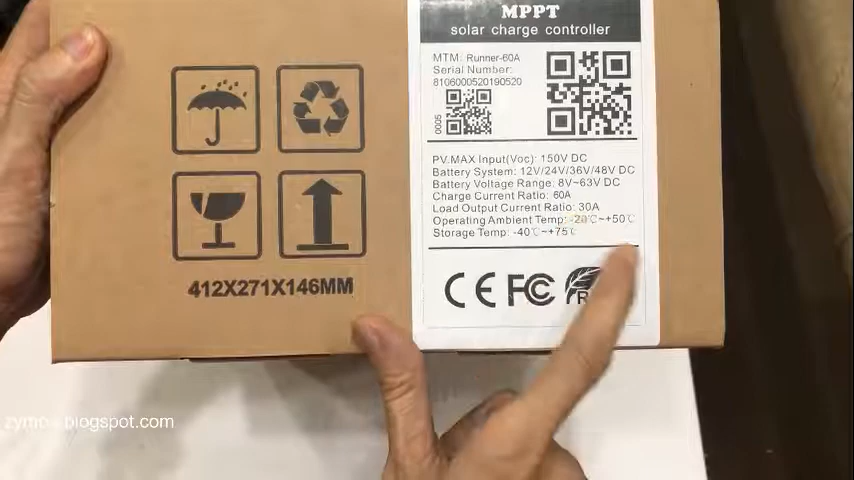 MPPT
solar charge controller
MTM: Runner-60A
Serial Number:
8106000520190520
0005
PV.MAX Input(Voc): 150V DC
Battery System: 12V/24V/36V/48V DC
Battery Voltage Range: 8V~63V DC
Charge Current Ratio: 60A
Load Output Current Ratio: 30A
Operating Ambient Temp: -20℃~+50℃
Storage Temp: -40℃~+75℃
CE FC
412X271X146MM
blogspot.com